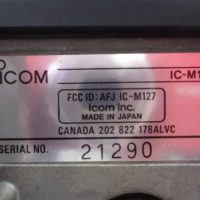 ICOM
IC-M1
FCC ID: AFJ IC-M127
Icom Inc.
MADE IN JAPAN
CANADA 202 822 178ALVC
SERIAL NO. 21290